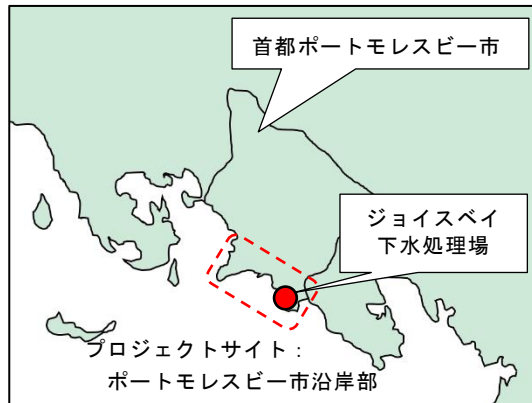 首都ポートモレスビー市
ジョイスベイ
下水処理場
プロジェクトサイト：
ポートモレスビー市沿岸部